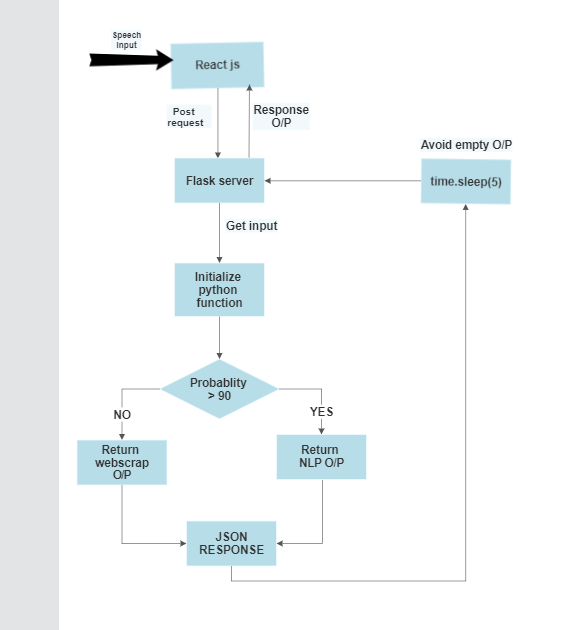 Speech
Input
React js
Post
request
Response
O/P
Avoid empty O/P
Flask server
time.sleep(5)
Get input
Initialize
python
function
Probablity
> 90
NO
YES
Return
webscrap
O/P
Return
NLP O/P
JSON
RESPONSE